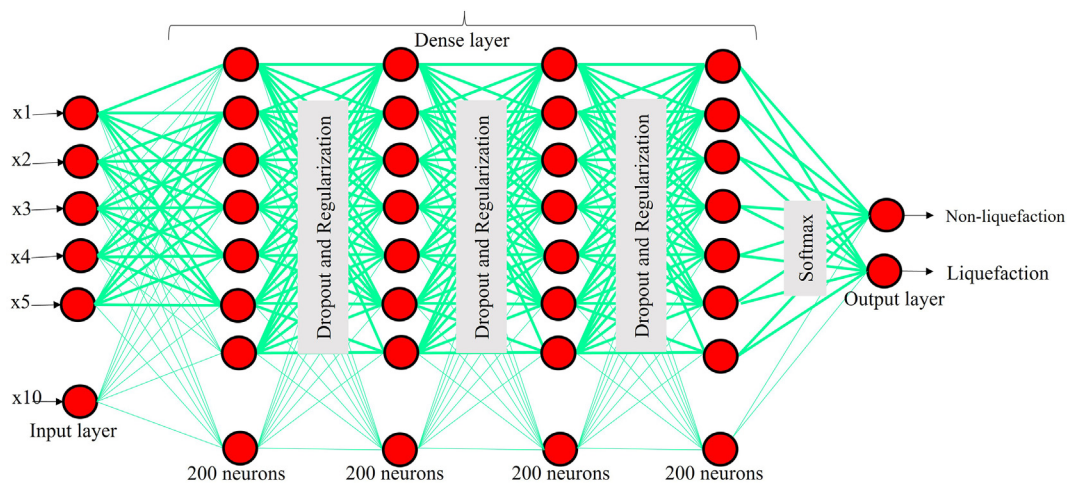 Dense layer
x1
x2
x3
x4
x5
x10
Input layer
Dropout and Regularization
Dropout and Regularization
Dropout and Regularization
Softmax
Non-liquefaction
Liquefaction
Output layer
200 neurons
200 neurons
200 neurons
200 neurons